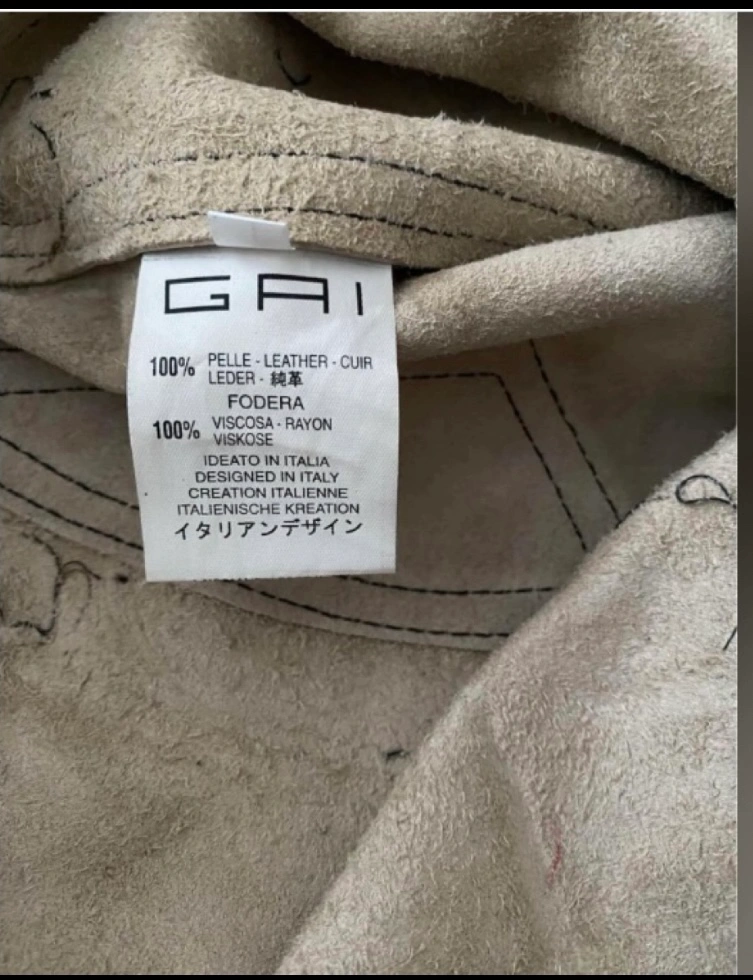 GAI
100% PELLE - LEATHER - CUIR
LEDER - 純革
FODERA
100% VISCOSA - RAYON
VISKOSE
IDEATO IN ITALIA
DESIGNED IN ITALY
CREATION ITALIENNE
ITALIENISCHE KREATION
イタリアンデザイン